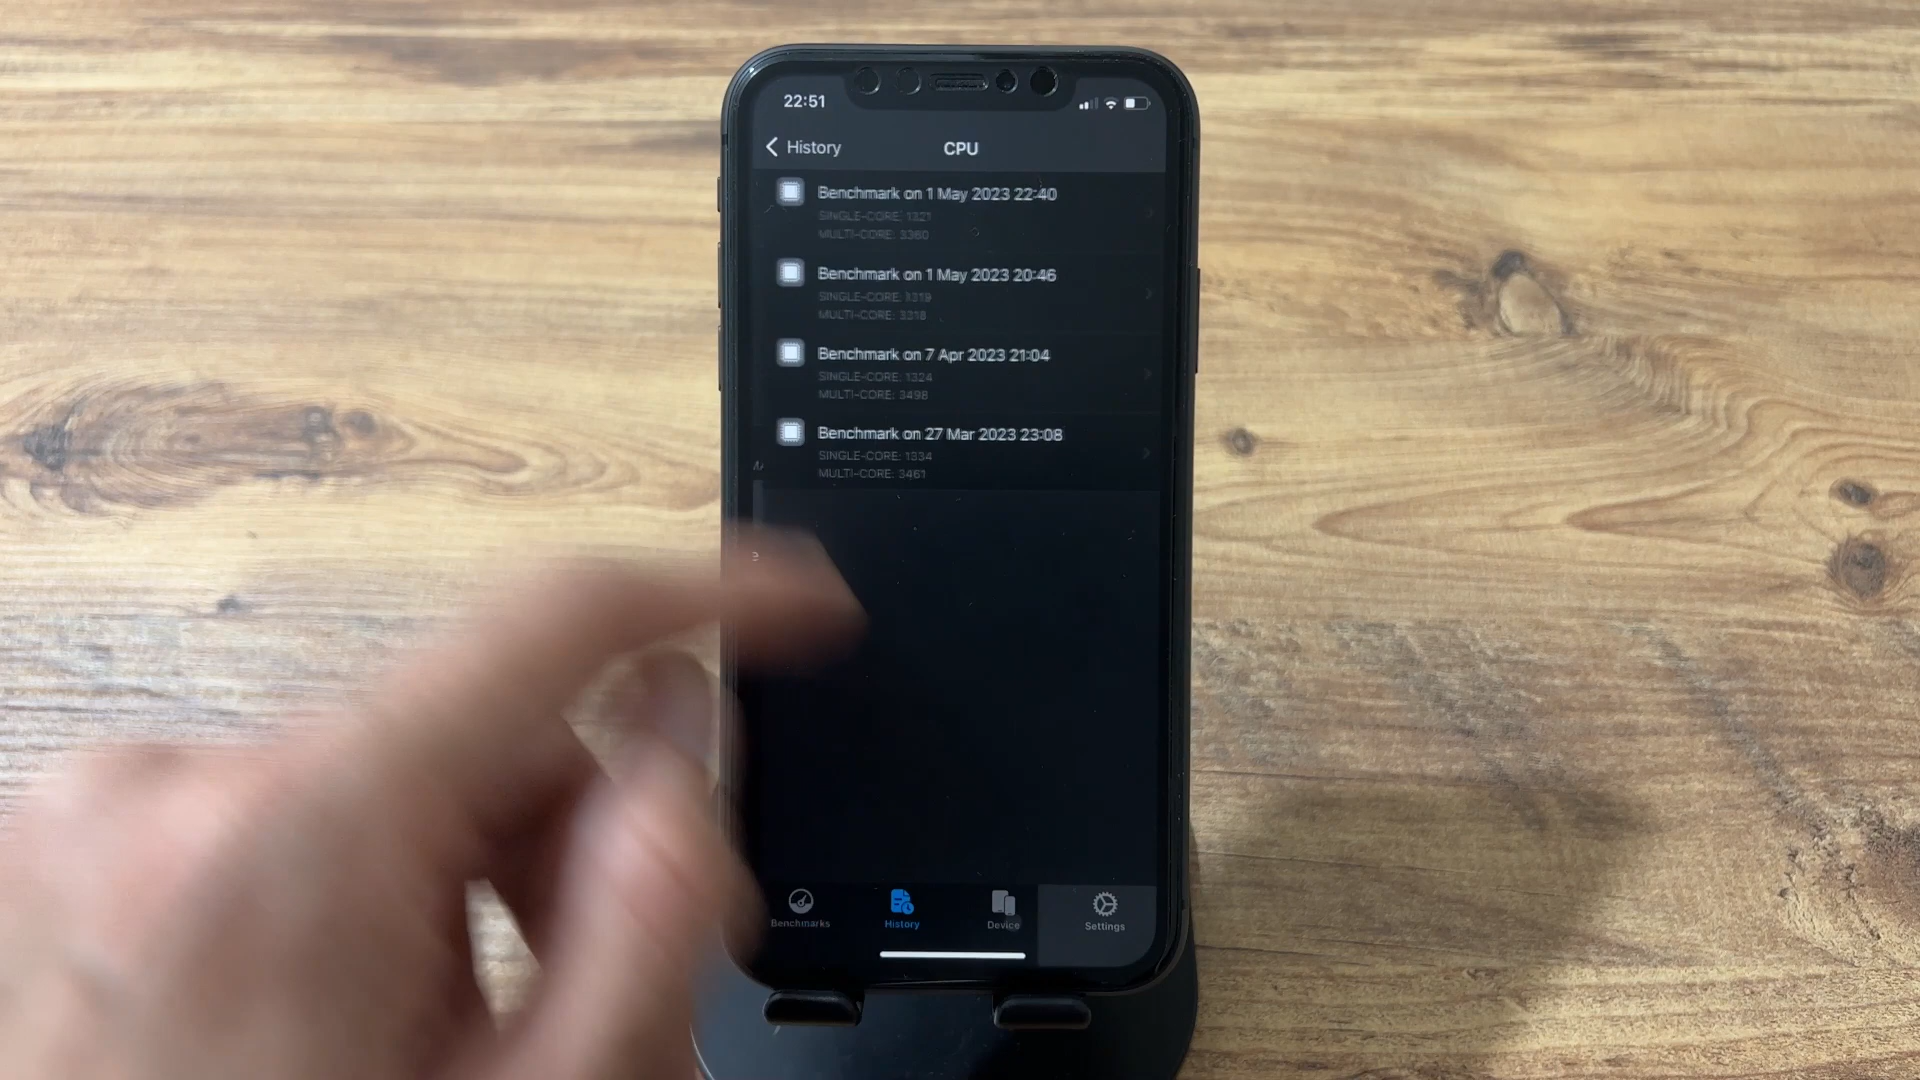 22:51
History
CPU
Benchmark on 1 May 2023 22:40
SINGLE-CORE: 1321
MULTI-CORE: 3360
Benchmark on 1 May 2023 20:46
SINGLE-CORE: 1319
MULTI-CORE: 3318
Benchmark on 7 Apr 2023 21:04
SINGLE-CORE: 1324
MULTI-CORE: 3498
Benchmark on 27 Mar 2023 23:08
SINGLE-CORE: 1334
MULTI-CORE: 3461
Benchmarks
History
Device
Settings